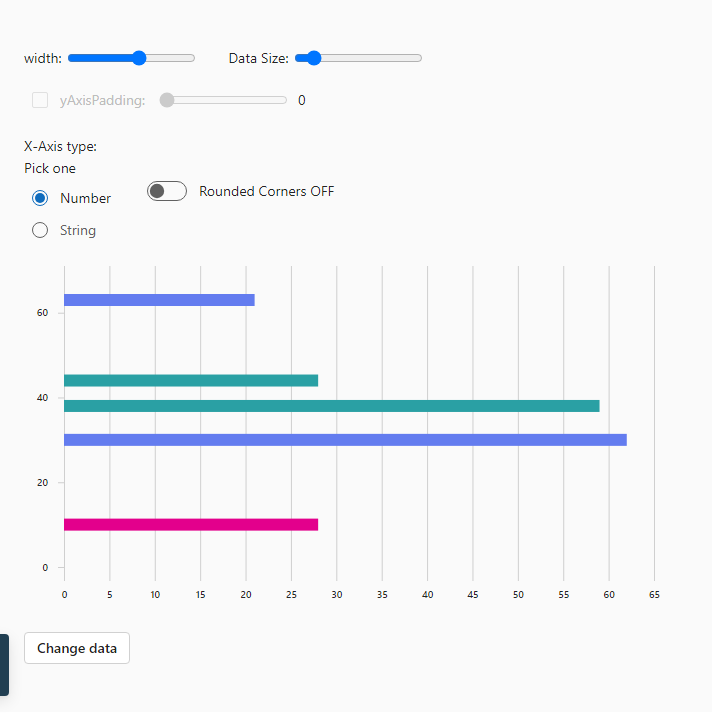 width: Data Size:
yAxisPadding: 0
X-Axis type:
Pick one
Number Rounded Corners OFF
String
60
40
20
0
0 5 10 15 20 25 30 35 40 45 50 55 60 65
Change data